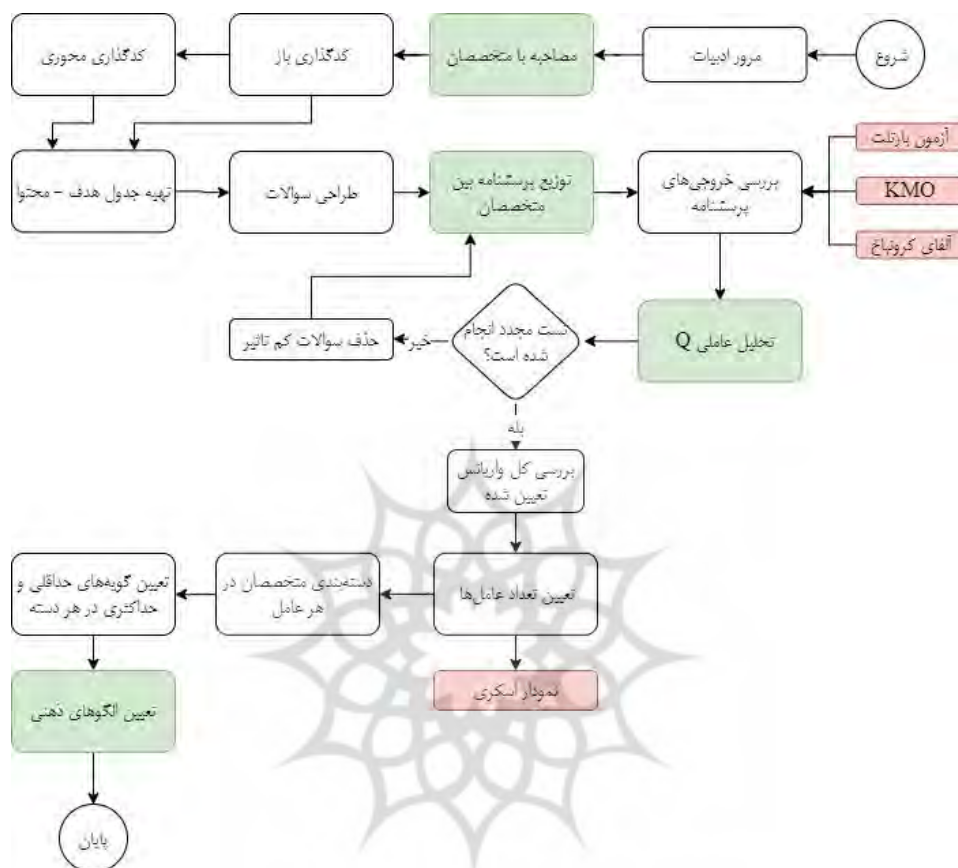 شروع
مرور ادبیات
مصاحبه با متخصصان
کدگذاری باز
کدگذاری محوری
تهیه جدول هدف – محتوا
طراحی سوالات
توزیع پرسشنامه بین
متخصصان
بررسی خروجی‌های
پرسشنامه
آزمون بارتلت
KMO
آلفای کرونباخ
تحلیل عاملی Q
تست مجدد انجام
شده است؟
خیر
حذف سوالات کم تاثیر
بله
بررسی کل واریانس
تعیین شده
تعیین تعداد عامل‌ها
نمودار اسکری
دسته‌بندی متخصصان در
هر عامل
تعیین گویه‌های حداقلی و
حداکثری در هر دسته
تعیین الگوهای ذهنی
پایان